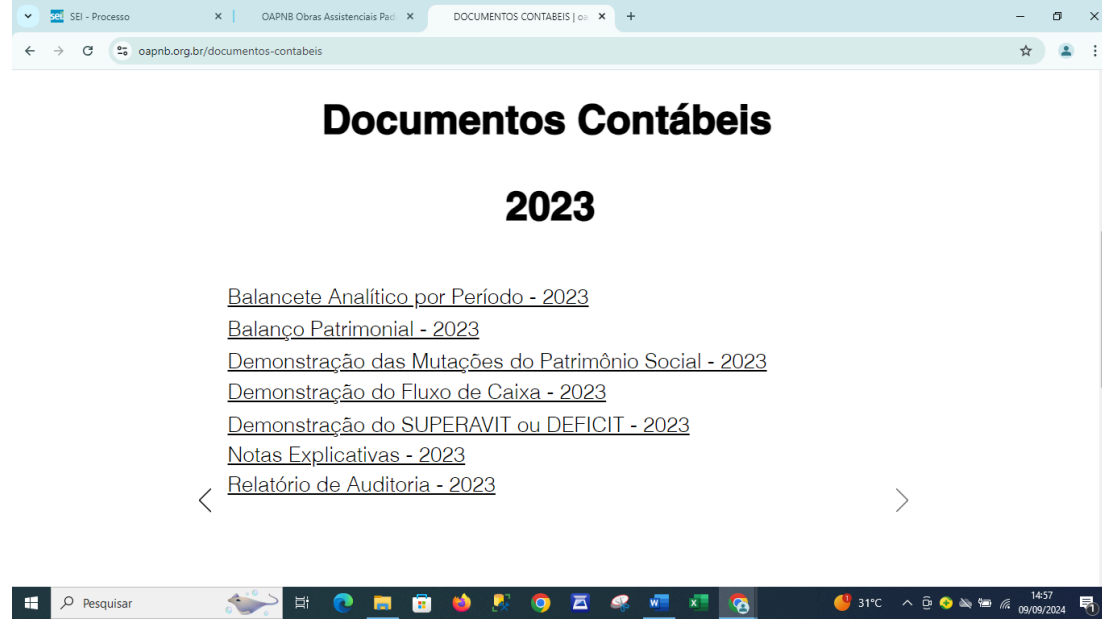 SEI - Processo
OAPNB Obras Assistenciais Pad
DOCUMENTOS CONTABEIS | oa
oapnb.org.br/documentos-contabeis
Documentos Contábeis
2023
Balancete Analítico por Período - 2023
Balanço Patrimonial - 2023
Demonstração das Mutações do Patrimônio Social - 2023
Demonstração do Fluxo de Caixa - 2023
Demonstração do SUPERAVIT ou DEFICIT - 2023
Notas Explicativas - 2023
Relatório de Auditoria - 2023
Pesquisar
31°C
14:57
09/09/2024